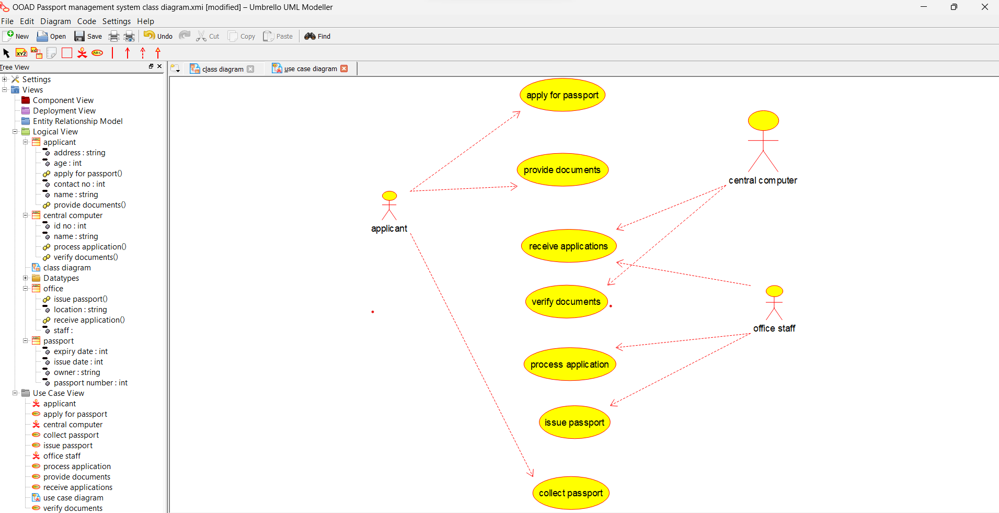 OOAD Passport management system class diagram.xmi [modified] – Umbrello UML Modeller
File Edit Diagram Code Settings Help
New Open Save Undo Cut Copy Paste Find
XYZ XYZ ABC
Tree View
class diagram
use case diagram
Settings
Views
Component View
Deployment View
Entity Relationship Model
Logical View
applicant
address : string
age : int
apply for passport()
contact no : int
name : string
provide documents()
central computer
id no : int
name : string
process application()
verify documents()
class diagram
Datatypes
office
issue passport()
location : string
receive application()
staff :
passport
expiry date : int
issue date : int
owner : string
passport number : int
Use Case View
applicant
apply for passport
central computer
collect passport
issue passport
office staff
process application
provide documents
receive applications
use case diagram
verify documents
apply for passport
provide documents
central computer
applicant
receive applications
verify documents
office staff
process application
issue passport
collect passport